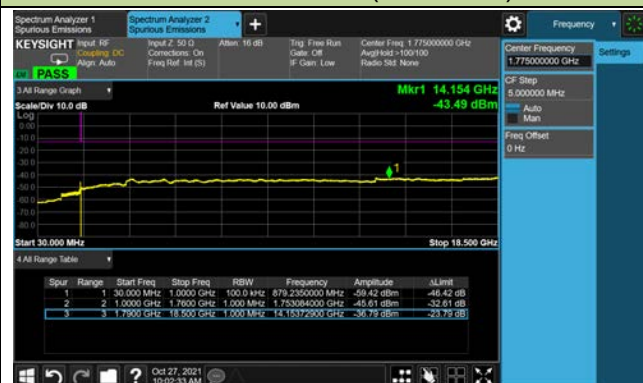 Spectrum Analyzer 1
Spurious Emissions
Spectrum Analyzer 2
Spurious Emissions
Frequency
KEYSIGHT
Input: RF
Coupling: DC
Align: Auto
Input Z: 50 Ω
Corrections: On
Freq Ref: Int (S)
Atten: 16 dB
Trig: Free Run
Gate: Off
IF Gain: Low
Center Freq: 1.775000000 GHz
Avg|Hold:>100/100
Radio Std: None
PASS
Center Frequency
1.775000000 GHz
Settings
CF Step
5.000000 MHz
Auto
Man
Freq Offset
0 Hz
3 All Range Graph
Mkr1 14.154 GHz
Scale/Div 10.0 dB
Ref Value 10.00 dBm
-43.49 dBm
Log
0.00
-10.0
-20.0
-30.0
-40.0
-50.0
-60.0
-70.0
-80.0
1
Start 30.000 MHz
Stop 18.500 GHz
4 All Range Table
Spur Range Start Freq Stop Freq RBW Frequency Amplitude ΔLimit
1 1 30.000 MHz 1.0000 GHz 100.0 kHz 879.2350000 MHz -59.42 dBm -46.42 dB
2 2 1.0000 GHz 1.7600 GHz 1.000 MHz 1.753084000 GHz -45.61 dBm -32.61 dB
3 3 1.7900 GHz 18.500 GHz 1.000 MHz 14.15372900 GHz -36.79 dBm -23.79 dB
Oct 27, 2021
10:02:33 AM